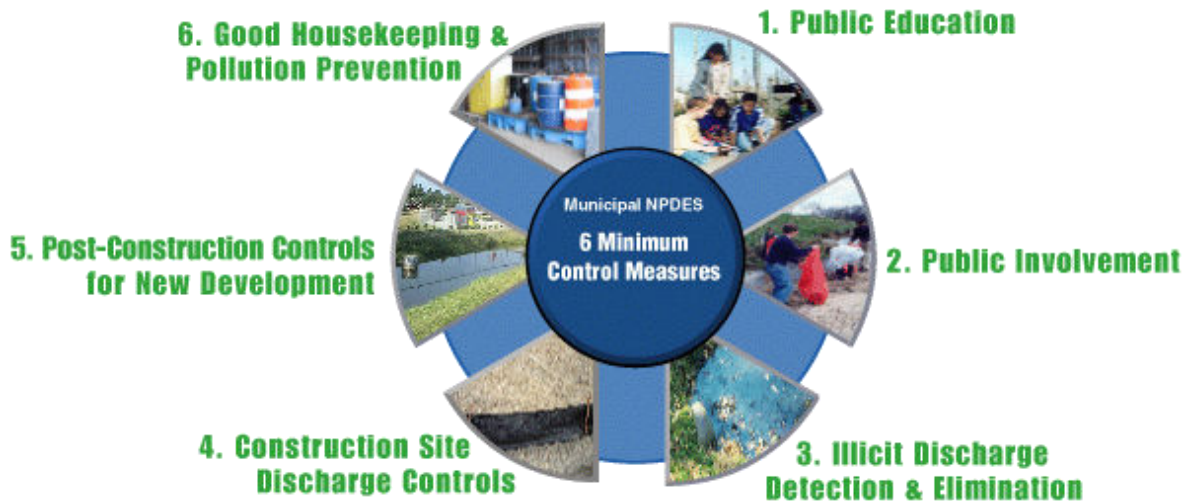 Municipal NPDES
6 Minimum
Control Measures
1. Public Education
2. Public Involvement
3. Illicit Discharge
Detection & Elimination
4. Construction Site
Discharge Controls
5. Post-Construction Controls
for New Development
6. Good Housekeeping &
Pollution Prevention